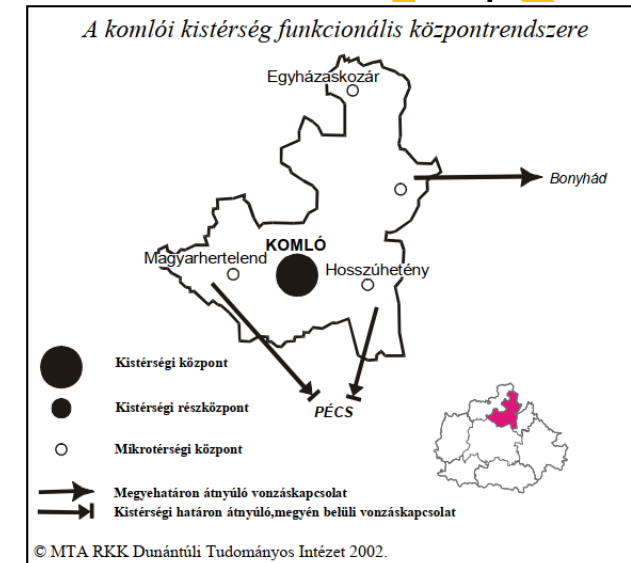 A komlói kistérség funkcionális központrendszere
Egyházaskozár
Bonyhád
KOMLÓ
Magyarhertelend
Hosszúhetény
PÉCS
Kistérségi központ
Kistérségi részközpont
Mikrotérségi központ
Megyehatáron átnyúló vonzáskapcsolat
Kistérségi határon átnyúló,megyén belüli vonzáskapcsolat
© MTA RKK Dunántúli Tudományos Intézet 2002.